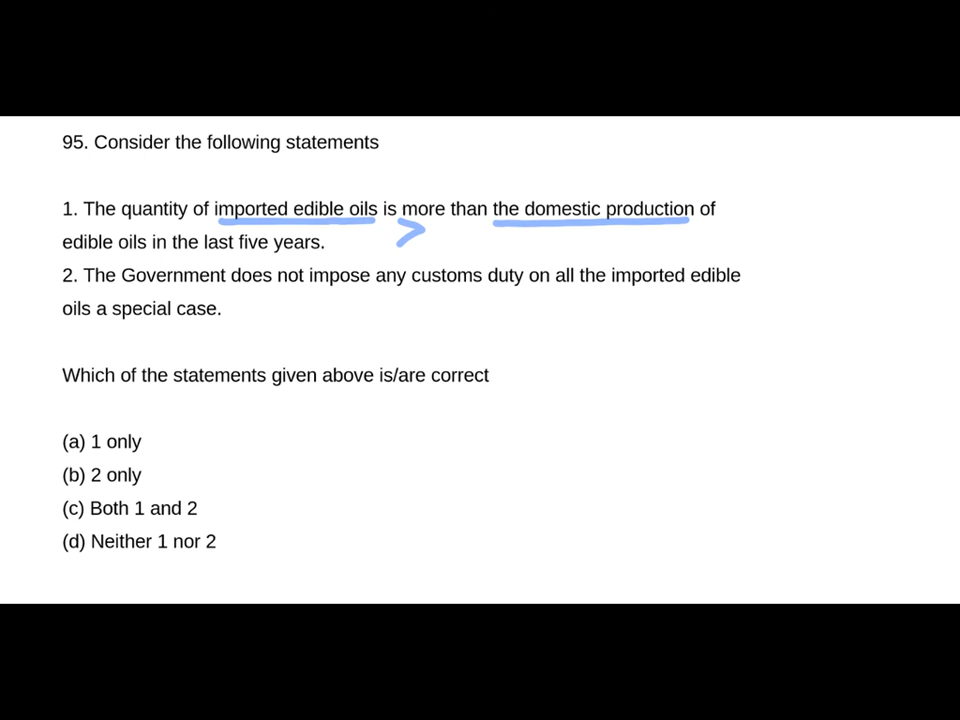 95. Consider the following statements
1. The quantity of imported edible oils is more than the domestic production of
edible oils in the last five years.
2. The Government does not impose any customs duty on all the imported edible
oils a special case.
Which of the statements given above is/are correct
(a) 1 only
(b) 2 only
(c) Both 1 and 2
(d) Neither 1 nor 2